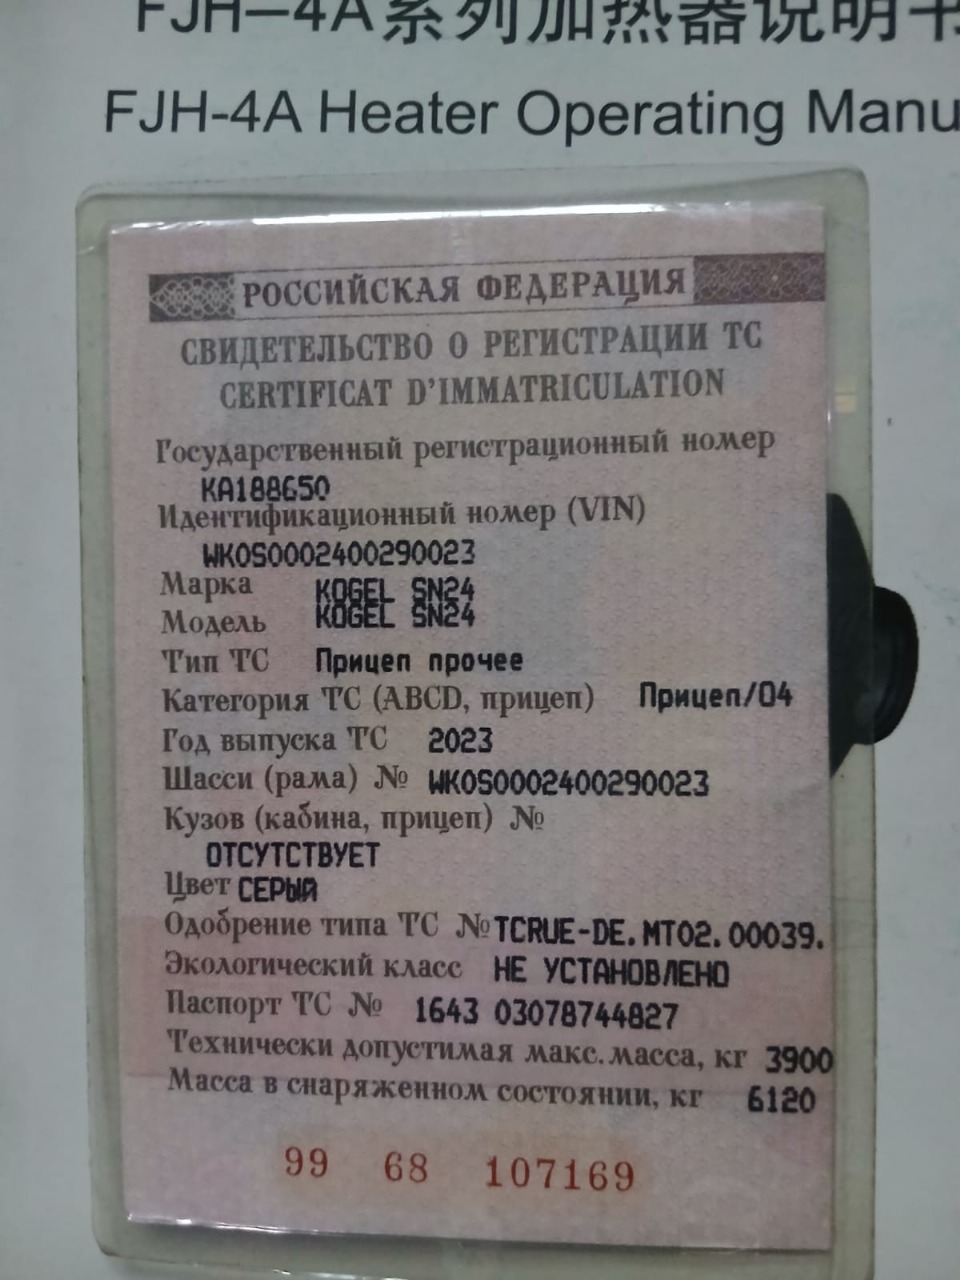 FJH-4A系列加热器说明书
FJH-4A Heater Operating Manu
РОССИЙСКАЯ ФЕДЕРАЦИЯ
СВИДЕТЕЛЬСТВО О РЕГИСТРАЦИИ ТС
CERTIFICAT D'IMMATRICULATION
Государственный регистрационный номер
КА188650
Идентификационный номер (VIN)
WK0S0002400290023
Марка KOGEL SN24
Модель KOGEL SN24
Тип ТС Прицеп прочее
Категория ТС (ABCD, прицеп) Прицеп/04
Год выпуска ТС 2023
Шасси (рама) № WK0S0002400290023
Кузов (кабина, прицеп) №
ОТСУТСТВУЕТ
Цвет СЕРЫЙ
Одобрение типа ТС № TCRUE-DE.MT02.00039.
Экологический класс НЕ УСТАНОВЛЕНО
Паспорт ТС № 1643 03078744827
Технически допустимая макс. масса, кг 3900
Масса в снаряженном состоянии, кг 6120
99 68 107169